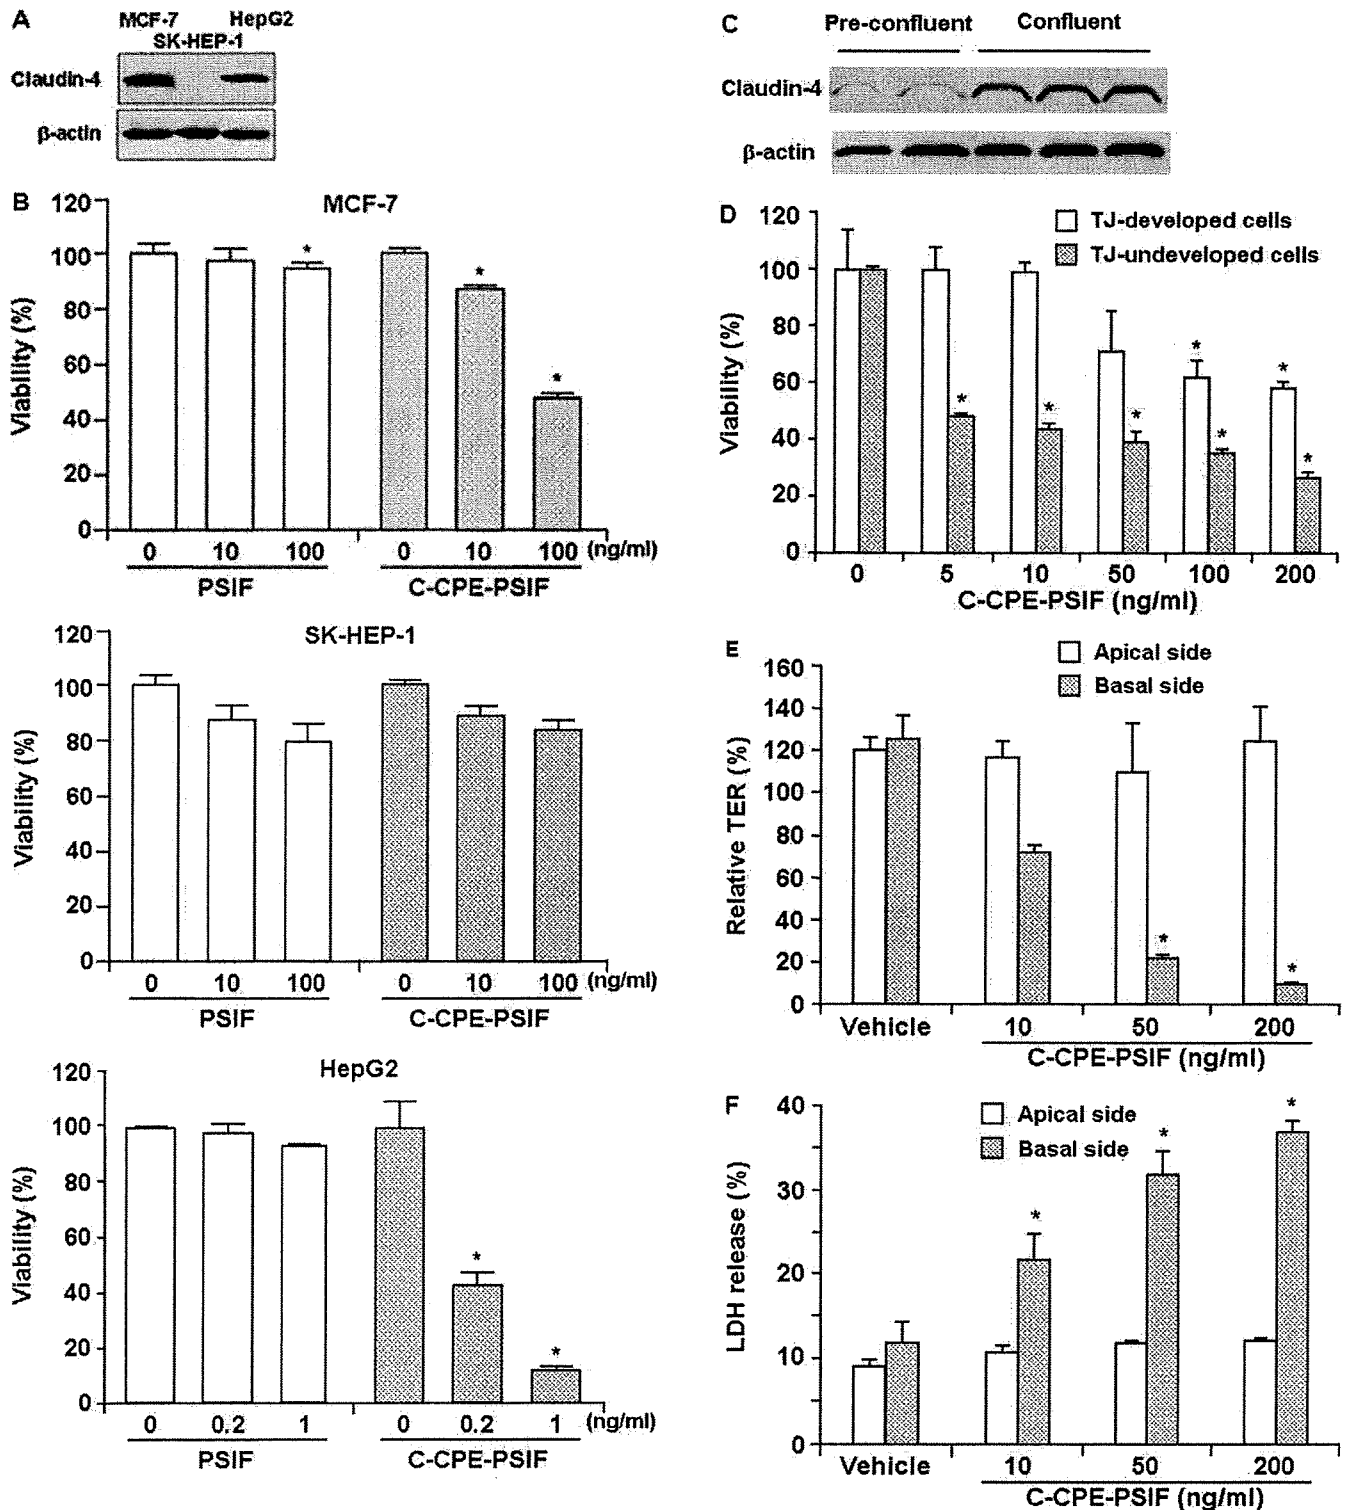 A
MCF-7 HepG2
SK-HEP-1
Claudin-4
β-actin
B
MCF-7
Viability (%)
120
100
80
60
40
20
0
* * *
0 10 100 0 10 100 (ng/ml)
PSIF C-CPE-PSIF
SK-HEP-1
Viability (%)
120
100
80
60
40
20
0
0 10 100 0 10 100 (ng/ml)
PSIF C-CPE-PSIF
HepG2
Viability (%)
120
100
80
60
40
20
0
* *
0 0.2 1 0 0.2 1 (ng/ml)
PSIF C-CPE-PSIF
C
Pre-confluent Confluent
Claudin-4
β-actin
D
TJ-developed cells
TJ-undeveloped cells
Viability (%)
120
100
80
60
40
20
0
* * * * * * *
0 5 10 50 100 200
C-CPE-PSIF (ng/ml)
E
Apical side
Basal side
Relative TER (%)
160
140
120
100
80
60
40
20
0
* *
Vehicle 10 50 200
C-CPE-PSIF (ng/ml)
F
Apical side
Basal side
LDH release (%)
40
30
20
10
0
* * *
Vehicle 10 50 200
C-CPE-PSIF (ng/ml)